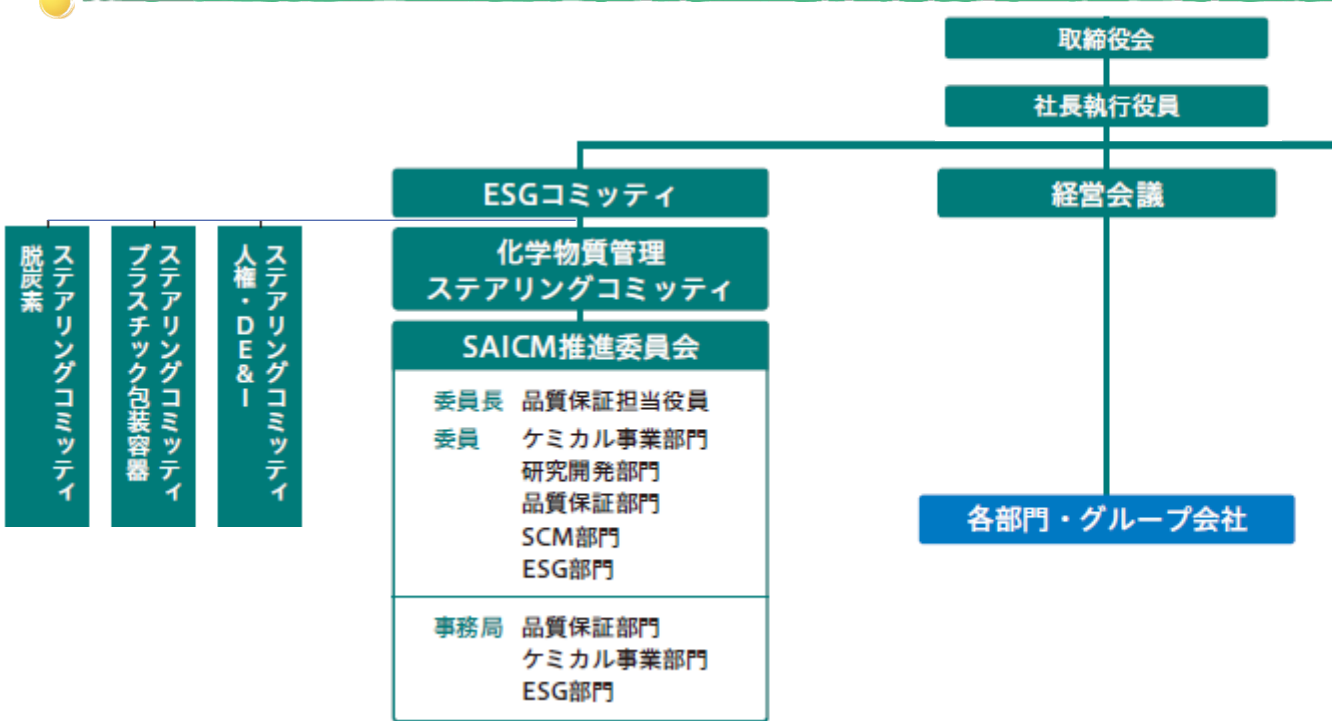 取締役会
社長執行役員
ESGコミッティ
経営会議
脱炭素
ステアリングコミッティ
プラスチック包装容器
ステアリングコミッティ
人権・DE&I
ステアリングコミッティ
化学物質管理
ステアリングコミッティ
SAICM推進委員会
委員長 品質保証担当役員
委員 ケミカル事業部門
研究開発部門
品質保証部門
SCM部門
ESG部門
事務局 品質保証部門
ケミカル事業部門
ESG部門
各部門・グループ会社